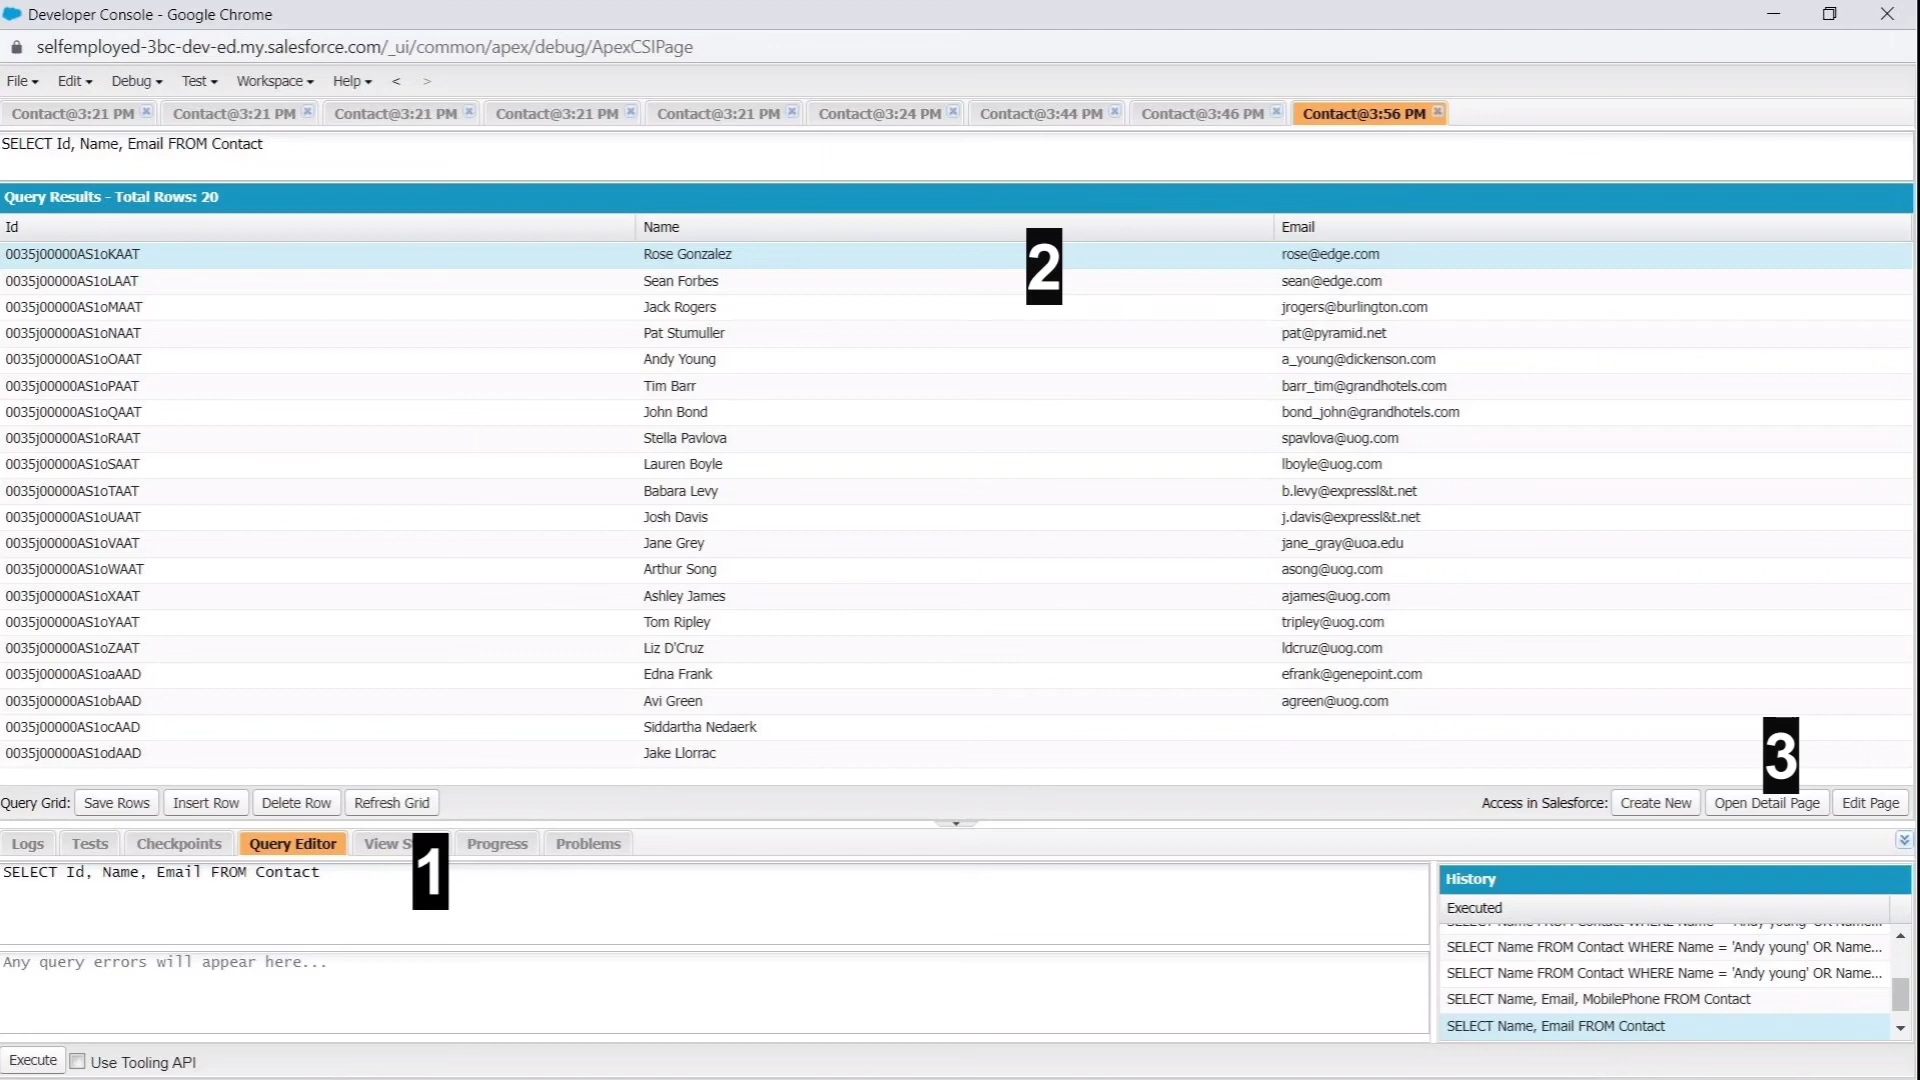 Developer Console - Google Chrome
selfemployed-3bc-dev-ed.my.salesforce.com/_ui/common/apex/debug/ApexCSIPage
File Edit Debug Test Workspace Help < >
Contact@3:21 PM Contact@3:21 PM Contact@3:21 PM Contact@3:21 PM Contact@3:21 PM Contact@3:24 PM Contact@3:44 PM Contact@3:46 PM Contact@3:56 PM
SELECT Id, Name, Email FROM Contact
Query Results - Total Rows: 20
Id Name Email
0035j00000AS1oKAAT Rose Gonzalez rose@edge.com
2
0035j00000AS1oLAAT Sean Forbes sean@edge.com
0035j00000AS1oMAAT Jack Rogers jrogers@burlington.com
0035j00000AS1oNAAT Pat Stumuller pat@pyramid.net
0035j00000AS1oOAAT Andy Young a_young@dickenson.com
0035j00000AS1oPAAT Tim Barr barr_tim@grandhotels.com
0035j00000AS1oQAAT John Bond bond_john@grandhotels.com
0035j00000AS1oRAAT Stella Pavlova spavlova@uog.com
0035j00000AS1oSAAT Lauren Boyle lboyle@uog.com
0035j00000AS1oTAAT Babara Levy b.levy@expressl&t.net
0035j00000AS1oUAAT Josh Davis j.davis@expressl&t.net
0035j00000AS1oVAAT Jane Grey jane_gray@uoa.edu
0035j00000AS1oWAAT Arthur Song asong@uog.com
0035j00000AS1oXAAT Ashley James ajames@uog.com
0035j00000AS1oYAAT Tom Ripley tripley@uog.com
0035j00000AS1oZAAT Liz D'Cruz ldcruz@uog.com
0035j00000AS1oaAAD Edna Frank efrank@genepoint.com
0035j00000AS1obAAD Avi Green agreen@uog.com
0035j00000AS1ocAAD Siddartha Nedaerk
0035j00000AS1odAAD Jake Llorrac
3
Query Grid: Save Rows Insert Row Delete Row Refresh Grid Access in Salesforce: Create New Open Detail Page Edit Page
Logs Tests Checkpoints Query Editor View Progress Problems
1
SELECT Id, Name, Email FROM Contact
Any query errors will appear here...
History
Executed
SELECT Name FROM Contact WHERE Name = 'Andy young' OR Name...
SELECT Name FROM Contact WHERE Name = 'Andy young' OR Name...
SELECT Name FROM Contact WHERE Name = 'Andy young' OR Name...
SELECT Name, Email, MobilePhone FROM Contact
SELECT Name, Email FROM Contact
Execute Use Tooling API